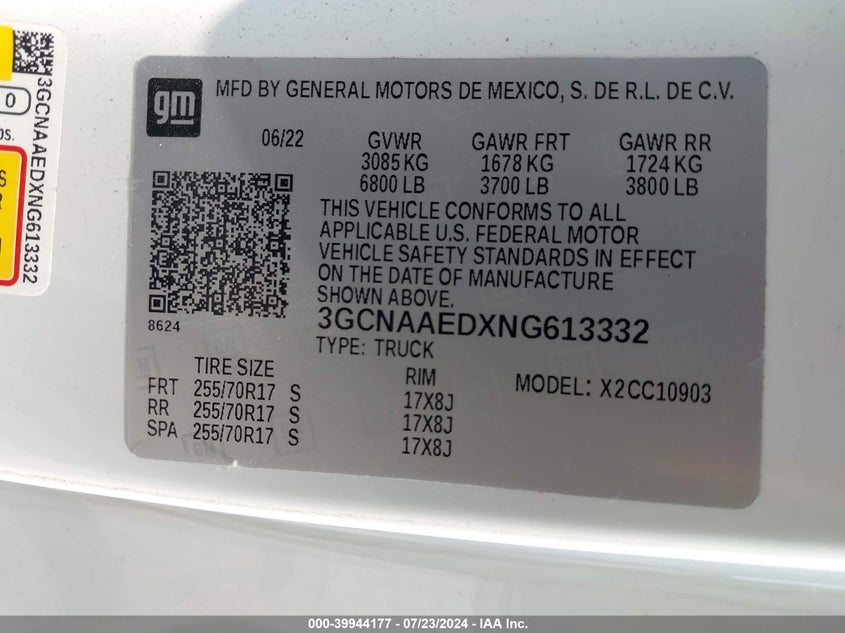 gm
MFD BY GENERAL MOTORS DE MEXICO, S. DE R.L. DE C.V.
06/22
GVWR GAWR FRT GAWR RR
3085 KG 1678 KG 1724 KG
6800 LB 3700 LB 3800 LB
THIS VEHICLE CONFORMS TO ALL
APPLICABLE U.S. FEDERAL MOTOR
VEHICLE SAFETY STANDARDS IN EFFECT
ON THE DATE OF MANUFACTURE
SHOWN ABOVE.
8624
3GCNAAEDXNG613332
TYPE: TRUCK
TIRE SIZE RIM MODEL: X2CC10903
FRT 255/70R17 S 17X8J
RR 255/70R17 S 17X8J
SPA 255/70R17 S 17X8J
3GCNAAEDXNG613332
000-39944177 - 07/23/2024 - IAA Inc.